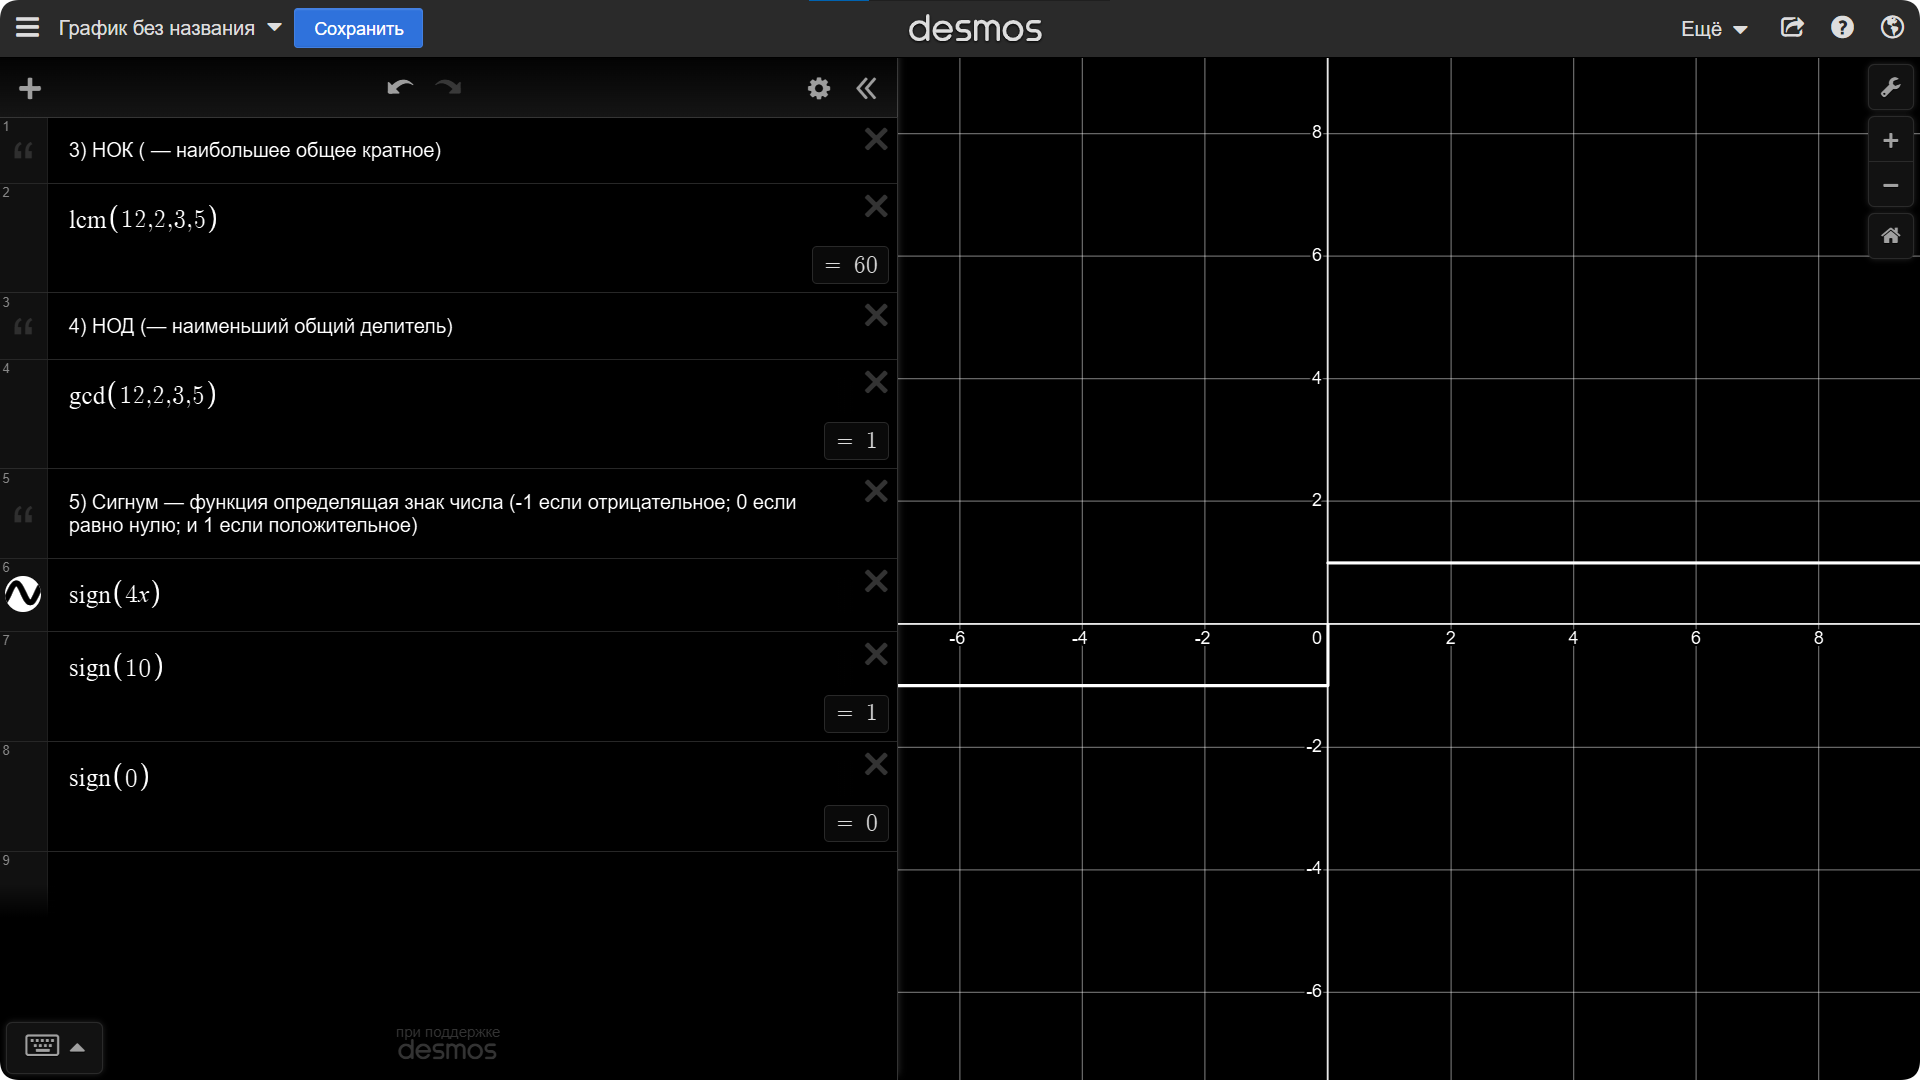 График без названия
Сохранить
desmos
Ещё
1
3) НОК ( — наибольшее общее кратное)
2
lcm(12,2,3,5)
= 60
3
4) НОД (— наименьший общий делитель)
4
gcd(12,2,3,5)
= 1
5
5) Сигнум — функция определящая знак числа (-1 если отрицательное; 0 если
равно нулю; и 1 если положительное)
6
sign(4x)
7
sign(10)
= 1
8
sign(0)
= 0
9
при поддержке
desmos
8
6
4
2
-6 -4 -2 0 2 4 6 8
-2
-4
-6